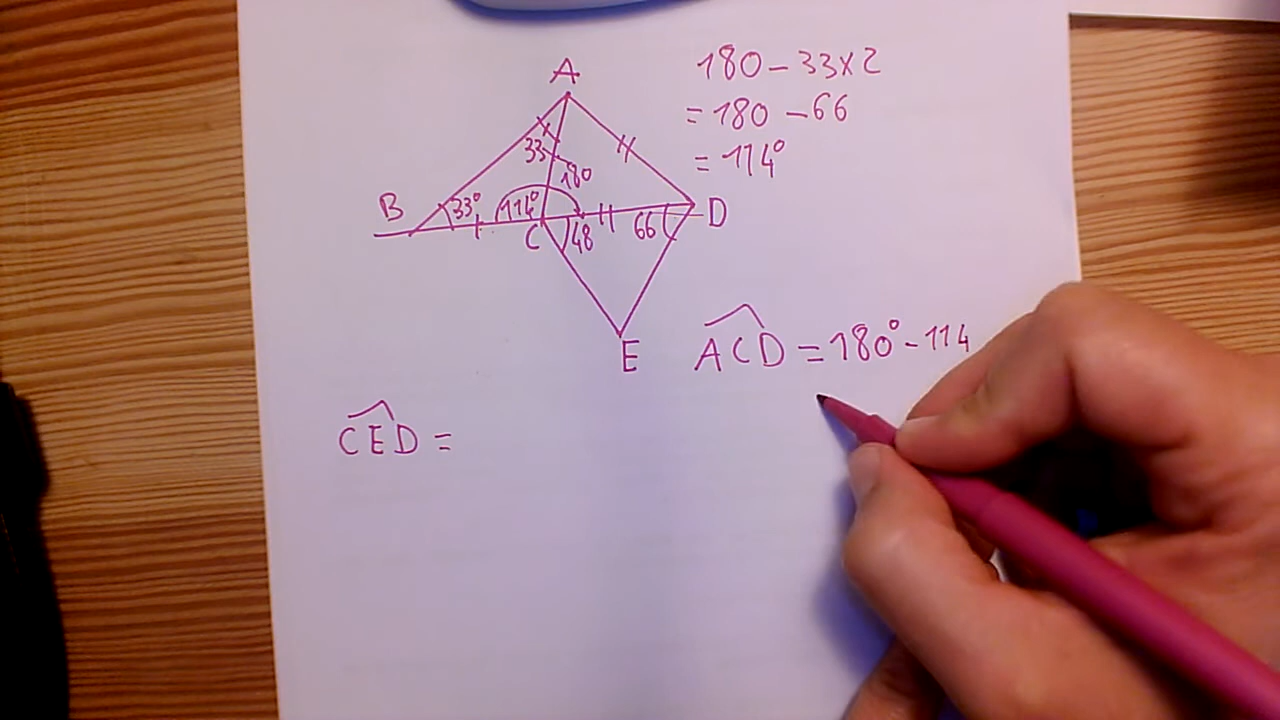 A
180 - 33x2
= 180 - 66
= 114°
33
180
B
33°
114°
D
C
48
66
E
ACD = 180° - 114
CED =